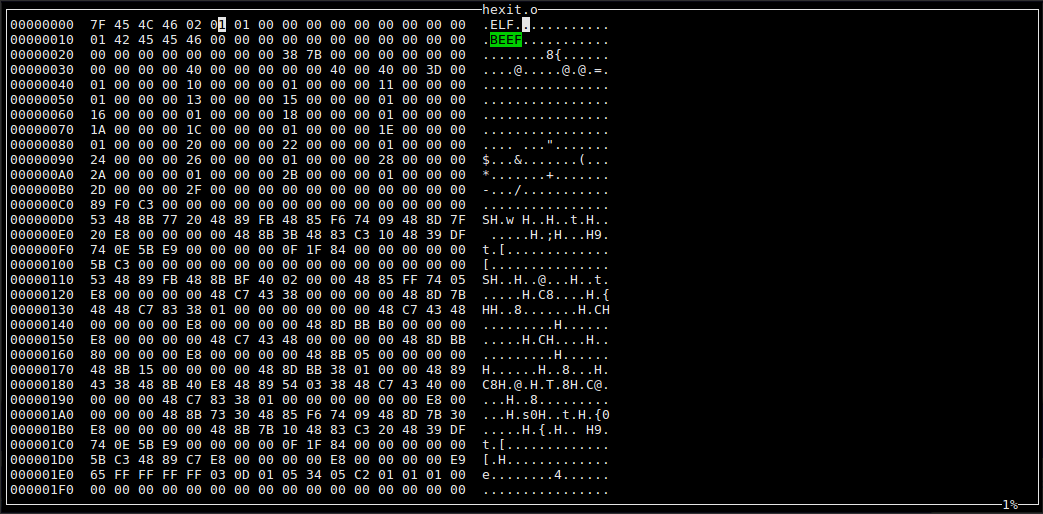 hexit.o
00000000 7F 45 4C 46 02 01 01 00 00 00 00 00 00 00 00 00 .ELF............
00000010 01 42 45 45 46 00 00 00 00 00 00 00 00 00 00 00 .BEEF...........
00000020 00 00 00 00 00 00 00 00 38 7B 00 00 00 00 00 00 ........8{......
00000030 00 00 00 00 40 00 00 00 00 00 40 00 40 00 3D 00 ....@.....@.@.=.
00000040 01 00 00 00 10 00 00 00 01 00 00 00 11 00 00 00 ................
00000050 01 00 00 00 13 00 00 00 15 00 00 00 01 00 00 00 ................
00000060 16 00 00 00 01 00 00 00 18 00 00 00 01 00 00 00 ................
00000070 1A 00 00 00 1C 00 00 00 01 00 00 00 1E 00 00 00 ................
00000080 01 00 00 00 20 00 00 00 22 00 00 00 01 00 00 00 .... ...".......
00000090 24 00 00 00 26 00 00 00 01 00 00 00 28 00 00 00 $...&.......(...
000000A0 2A 00 00 00 01 00 00 00 2B 00 00 00 01 00 00 00 *.......+.......
000000B0 2D 00 00 00 2F 00 00 00 00 00 00 00 00 00 00 00 -.../...........
000000C0 89 F0 C3 00 00 00 00 00 00 00 00 00 00 00 00 00 ................
000000D0 53 48 8B 77 20 48 89 FB 48 85 F6 74 09 48 8D 7F SH.w H..H..t.H..
000000E0 20 E8 00 00 00 00 48 8B 3B 48 83 C3 10 48 39 DF  .....H.;H...H9.
000000F0 74 0E 5B E9 00 00 00 00 0F 1F 84 00 00 00 00 00 t.[.............
00000100 5B C3 00 00 00 00 00 00 00 00 00 00 00 00 00 00 [...............
00000110 53 48 89 FB 48 8B BF 40 02 00 00 48 85 FF 74 05 SH..H..@...H..t.
00000120 E8 00 00 00 00 48 C7 43 38 00 00 00 00 48 8D 7B .....H.C8....H.{
00000130 48 48 C7 83 38 01 00 00 00 00 00 00 48 C7 43 48 HH..8.......H.CH
00000140 00 00 00 00 E8 00 00 00 00 48 8D BB B0 00 00 00 .........H......
00000150 E8 00 00 00 00 48 C7 43 48 00 00 00 00 48 8D BB .....H.CH....H..
00000160 80 00 00 00 E8 00 00 00 00 48 8B 05 00 00 00 00 .........H......
00000170 48 8B 15 00 00 00 00 48 8D BB 38 01 00 00 48 89 H......H..8...H.
00000180 43 38 48 8B 40 E8 48 89 54 03 38 48 C7 43 40 00 C8H.@.H.T.8H.C@.
00000190 00 00 00 48 C7 83 38 01 00 00 00 00 00 00 E8 00 ...H..8.........
000001A0 00 00 00 48 8B 73 30 48 85 F6 74 09 48 8D 7B 30 ...H.s0H..t.H.{0
000001B0 E8 00 00 00 00 48 8B 7B 10 48 83 C3 20 48 39 DF .....H.{.H.. H9.
000001C0 74 0E 5B E9 00 00 00 00 0F 1F 84 00 00 00 00 00 t.[.............
000001D0 5B C3 48 89 C7 E8 00 00 00 00 E8 00 00 00 00 E9 [.H.............
000001E0 65 FF FF FF FF 03 0D 01 05 34 05 C2 01 01 01 00 e........4......
000001F0 00 00 00 00 00 00 00 00 00 00 00 00 00 00 00 00 ................
1%